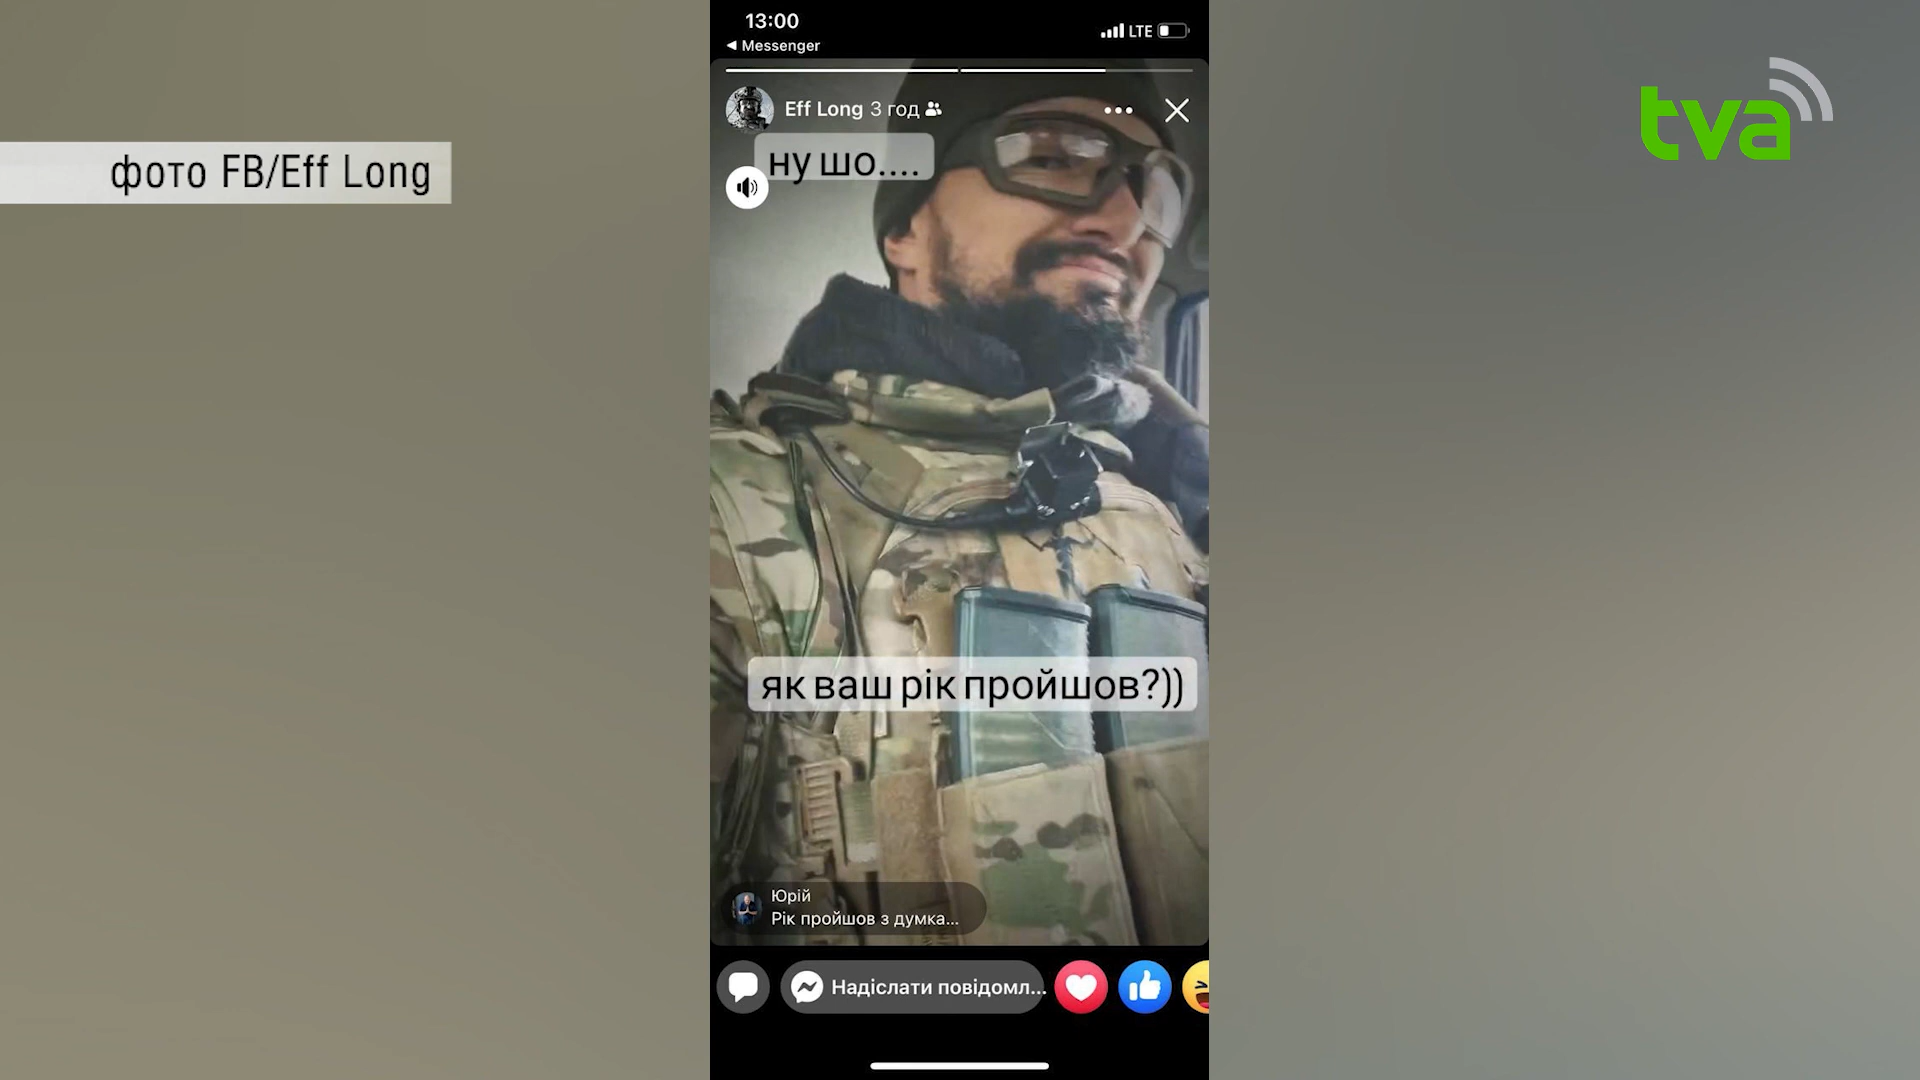 13:00
LTE
Messenger
Eff Long 3 год
ну шо....
tva
фото FB/Eff Long
як ваш рік пройшов?))
Юрій
Рік пройшов з думка...
Надіслати повідомл...